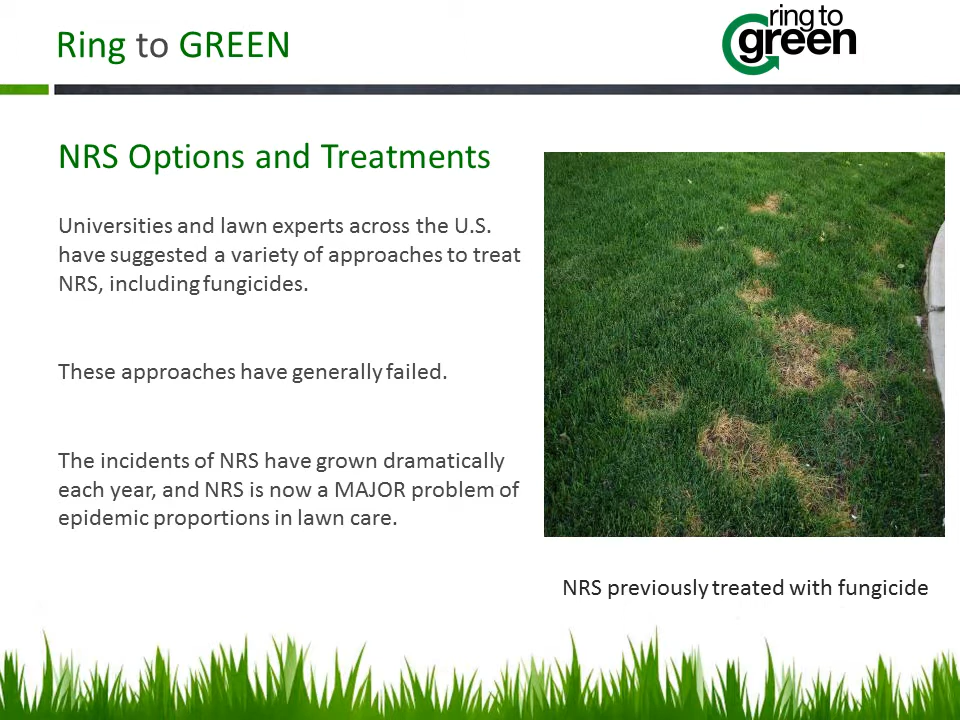 Ring to GREEN
ring to
green
NRS Options and Treatments
Universities and lawn experts across the U.S.
have suggested a variety of approaches to treat
NRS, including fungicides.
These approaches have generally failed.
The incidents of NRS have grown dramatically
each year, and NRS is now a MAJOR problem of
epidemic proportions in lawn care.
NRS previously treated with fungicide